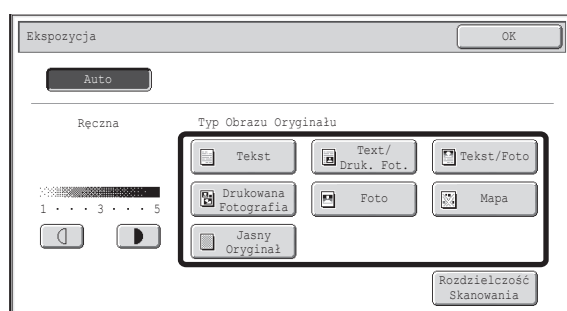 Ekspozycja
OK
Auto
Ręczna
Typ Obrazu Oryginału
Tekst
Text/
Druk. Fot.
Tekst/Foto
Drukowana
Fotografia
Foto
Mapa
1 · · · 3 · · · 5
Jasny
Oryginał
Rozdzielczość
Skanowania